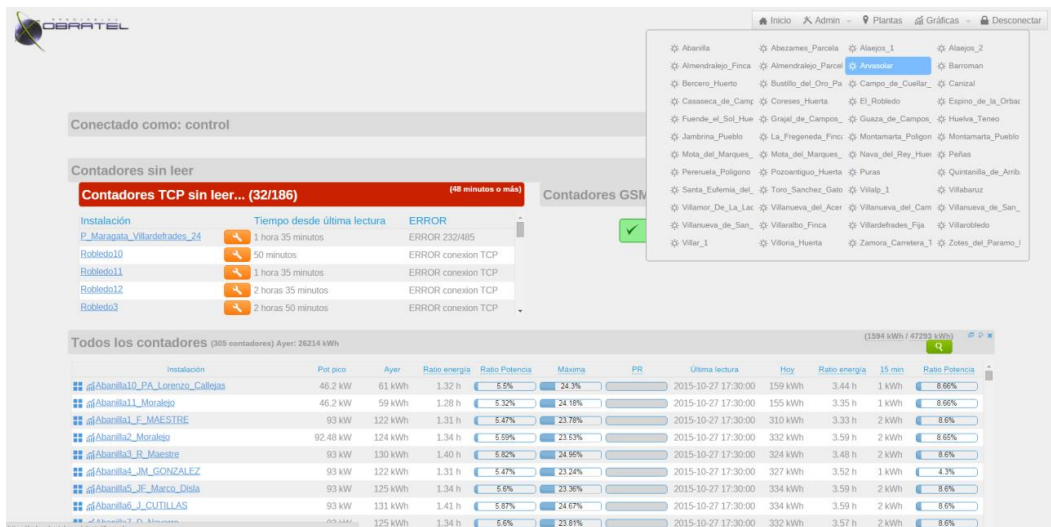 OBRATEL
Inicio Admin Plantas Gráficas Desconectar
Abanilla Abezames_Parcela Alaejos_1 Alaejos_2
Almendralejo_Finca Almendralejo_Parcel Arvasolar Barroman
Bercero_Huerto Bustillo_del_Oro_Pa Campo_de_Cuellar_ Canizal
Casaseca_de_Camp Coreses_Huerta El_Robledo Espino_de_la_Orbac
Fuende_el_Sol_Hue Grajal_de_Campos_ Guaza_de_Campos_ Huelva_Teneo
Jambrina_Pueblo La_Fregeneda_Finca Montamarta_Poligon Montamarta_Pueblo
Mota_del_Marques_ Mota_del_Marques_ Nava_del_Rey_Huer Peñas
Pereruela_Poligono Pozoantiguo_Huerta Puras Quintanilla_de_Arrib
Santa_Eufemia_del_ Toro_Sanchez_Gato Villalp_1 Villabaruz
Villamor_De_La_Lac Villanueva_del_Acer Villanueva_del_Cam Villanueva_de_San_
Villanueva_de_San_ Villaralbo_Finca Villardefrades_Fija Villarobledo
Villar_1 Villoria_Huerta Zamora_Carretera_T Zotes_del_Paramo_
Conectado como: control
Contadores sin leer
Contadores TCP sin leer... (32/186) (48 minutos o más)
Contadores GSM
Instalación Tiempo desde última lectura ERROR
P_Maragata_Villardefrades_24 1 hora 35 minutos ERROR 232/485
Robledo10 50 minutos ERROR conexion TCP
Robledo11 1 hora 35 minutos ERROR conexion TCP
Robledo12 2 horas 35 minutos ERROR conexion TCP
Robledo3 2 horas 50 minutos ERROR conexion TCP
Todos los contadores (305 contadores) Ayer: 26214 kWh (1594 kWh / 47293 kWh)
Instalación Pot pico Ayer Ratio energía Ratio Potencia Máxima PR Última lectura Hoy Ratio energía 15 min Ratio Potencia
Abanilla10_PA_Lorenzo_Callejas 46.2 kW 61 kWh 1.32 h 5.5% 24.3% 2015-10-27 17:30:00 159 kWh 3.44 h 1 kWh 8.66%
Abanilla11_Moralejo 46.2 kW 59 kWh 1.28 h 5.32% 24.18% 2015-10-27 17:30:00 155 kWh 3.35 h 1 kWh 8.66%
Abanilla1_F_MAESTRE 93 kW 122 kWh 1.31 h 5.47% 23.78% 2015-10-27 17:30:00 310 kWh 3.33 h 2 kWh 8.6%
Abanilla2_Moralejo 92.48 kW 124 kWh 1.34 h 5.59% 23.53% 2015-10-27 17:30:00 332 kWh 3.59 h 2 kWh 8.65%
Abanilla3_R_Maestre 93 kW 130 kWh 1.40 h 5.82% 24.95% 2015-10-27 17:30:00 324 kWh 3.48 h 2 kWh 8.6%
Abanilla4_JM_GONZALEZ 93 kW 122 kWh 1.31 h 5.47% 23.24% 2015-10-27 17:30:00 327 kWh 3.52 h 1 kWh 4.3%
Abanilla5_JF_Marco_Disla 93 kW 125 kWh 1.34 h 5.6% 23.36% 2015-10-27 17:30:00 334 kWh 3.59 h 2 kWh 8.6%
Abanilla6_J_CUTILLAS 93 kW 131 kWh 1.41 h 5.87% 24.67% 2015-10-27 17:30:00 334 kWh 3.59 h 2 kWh 8.6%
Abanilla7_D_Navarro 93 kW 125 kWh 1.34 h 5.6% 23.81% 2015-10-27 17:30:00 332 kWh 3.57 h 2 kWh 8.6%